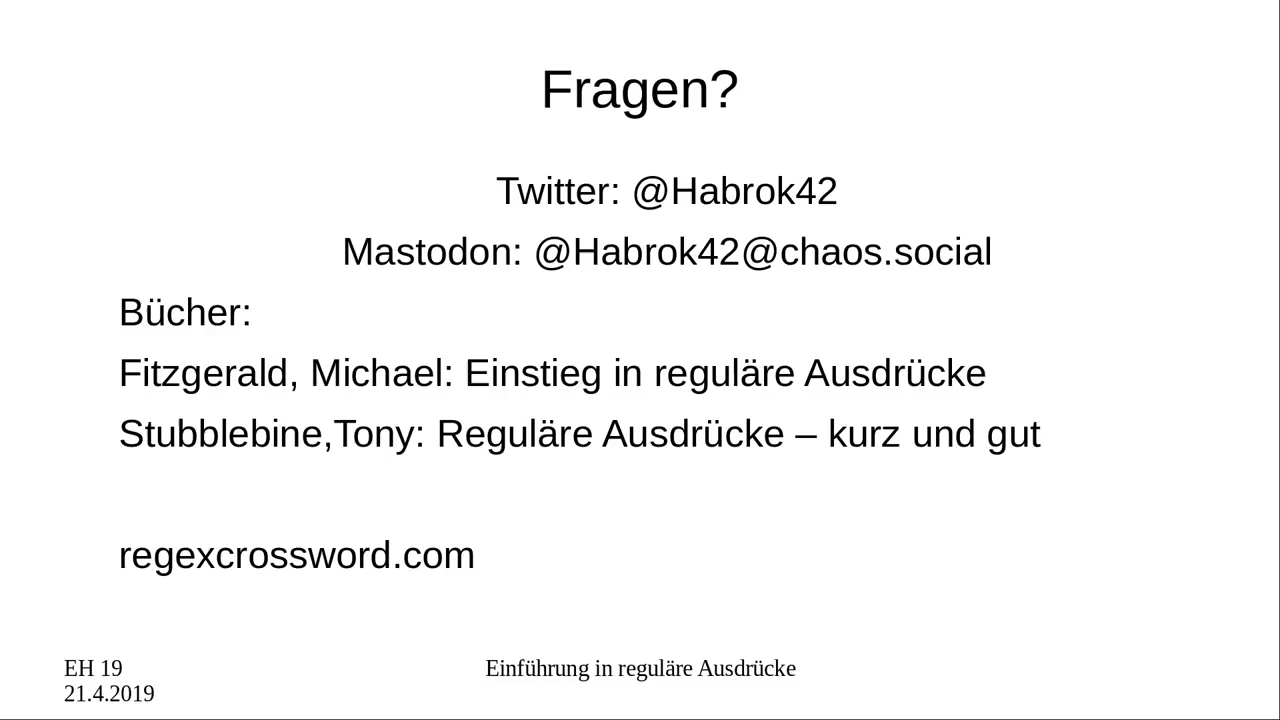 Fragen?
Twitter: @Habrok42
Mastodon: @Habrok42@chaos.social
Bücher:
Fitzgerald, Michael: Einstieg in reguläre Ausdrücke
Stubblebine,Tony: Reguläre Ausdrücke – kurz und gut
regexcrossword.com
EH 19
21.4.2019
Einführung in reguläre Ausdrücke